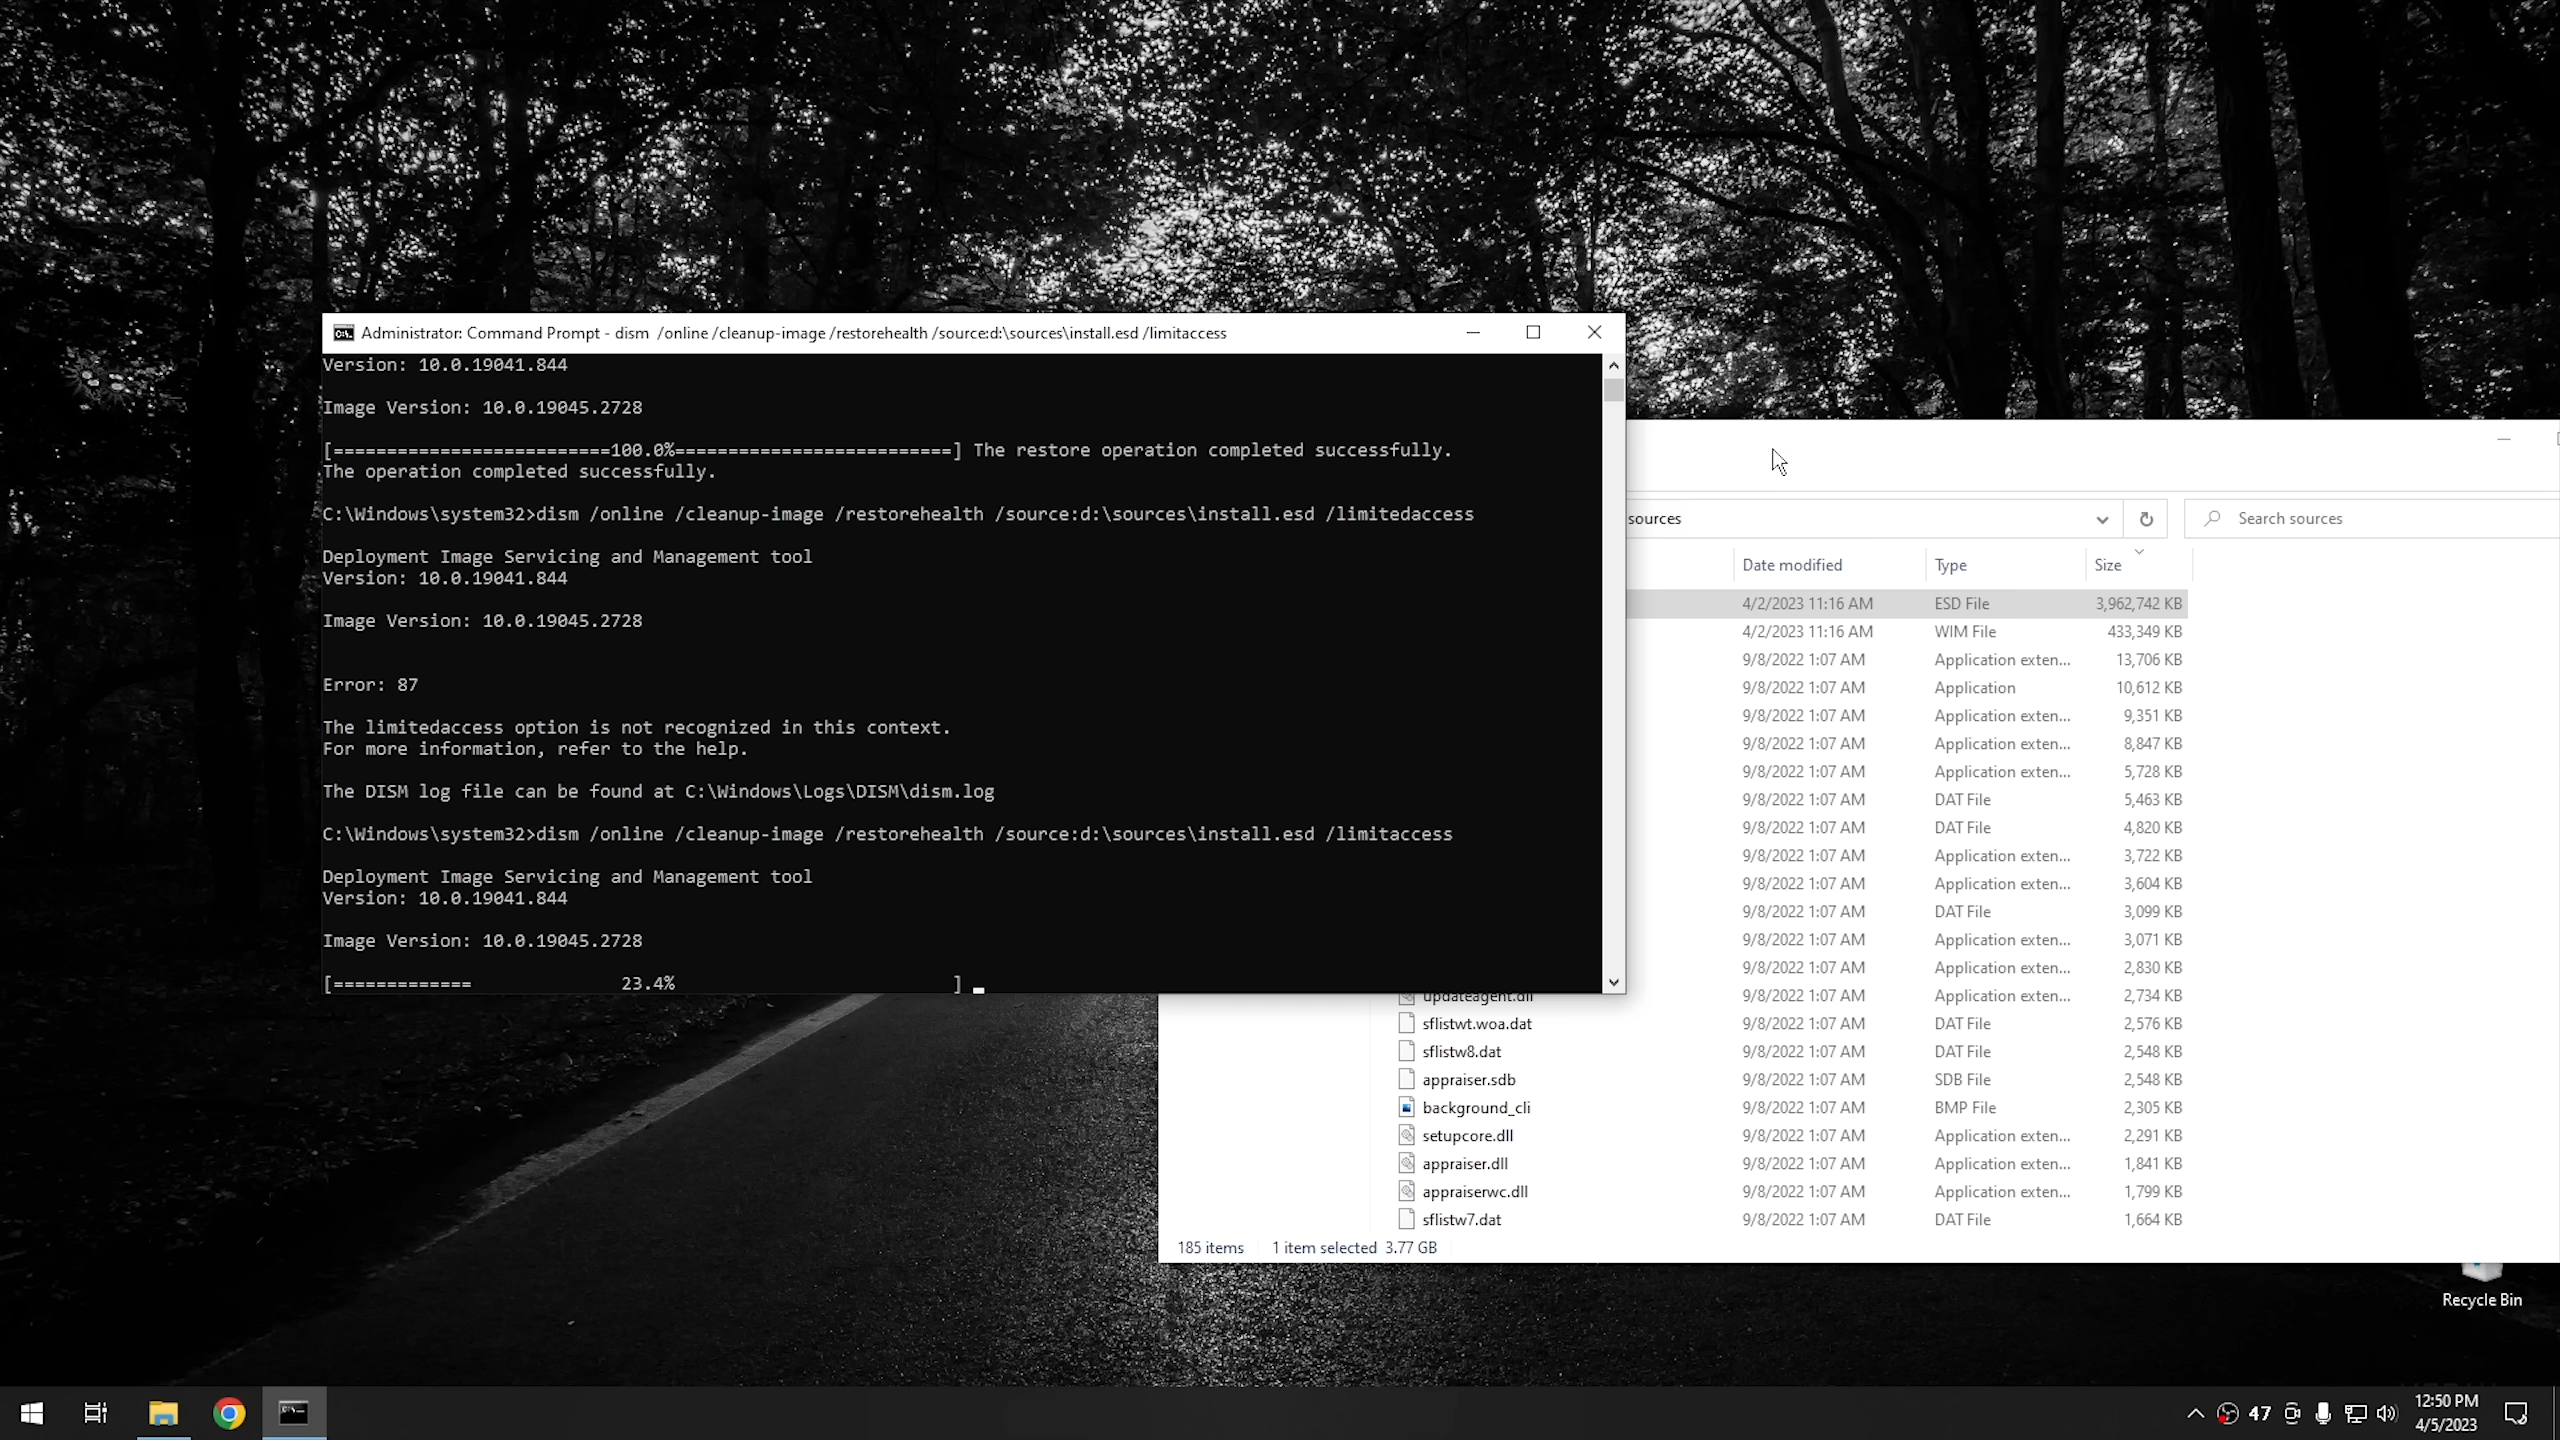 Administrator: Command Prompt - dism  /online /cleanup-image /restorehealth /source:d:\sources\install.esd /limitaccess
Version: 10.0.19041.844
Image Version: 10.0.19045.2728
[==========================100.0%==========================] The restore operation completed successfully.
The operation completed successfully.
C:\Windows\system32>dism /online /cleanup-image /restorehealth /source:d:\sources\install.esd /limitedaccess
Deployment Image Servicing and Management tool
Version: 10.0.19041.844
Image Version: 10.0.19045.2728
Error: 87
The limitedaccess option is not recognized in this context.
For more information, refer to the help.
The DISM log file can be found at C:\Windows\Logs\DISM\dism.log
C:\Windows\system32>dism /online /cleanup-image /restorehealth /source:d:\sources\install.esd /limitaccess
Deployment Image Servicing and Management tool
Version: 10.0.19041.844
Image Version: 10.0.19045.2728
[=============              23.4%                          ]
sources
Search sources
Date modified Type Size
4/2/2023 11:16 AM ESD File 3,962,742 KB
4/2/2023 11:16 AM WIM File 433,349 KB
9/8/2022 1:07 AM Application exten... 13,706 KB
9/8/2022 1:07 AM Application 10,612 KB
9/8/2022 1:07 AM Application exten... 9,351 KB
9/8/2022 1:07 AM Application exten... 8,847 KB
9/8/2022 1:07 AM Application exten... 5,728 KB
9/8/2022 1:07 AM DAT File 5,463 KB
9/8/2022 1:07 AM DAT File 4,820 KB
9/8/2022 1:07 AM Application exten... 3,722 KB
9/8/2022 1:07 AM Application exten... 3,604 KB
9/8/2022 1:07 AM DAT File 3,099 KB
9/8/2022 1:07 AM Application exten... 3,071 KB
9/8/2022 1:07 AM Application exten... 2,830 KB
updateagent.dll 9/8/2022 1:07 AM Application exten... 2,734 KB
sflistwt.woa.dat 9/8/2022 1:07 AM DAT File 2,576 KB
sflistw8.dat 9/8/2022 1:07 AM DAT File 2,548 KB
appraiser.sdb 9/8/2022 1:07 AM SDB File 2,548 KB
background_cli 9/8/2022 1:07 AM BMP File 2,305 KB
setupcore.dll 9/8/2022 1:07 AM Application exten... 2,291 KB
appraiser.dll 9/8/2022 1:07 AM Application exten... 1,841 KB
appraiserwc.dll 9/8/2022 1:07 AM Application exten... 1,799 KB
sflistw7.dat 9/8/2022 1:07 AM DAT File 1,664 KB
185 items 1 item selected 3.77 GB
Recycle Bin
47
12:50 PM
4/5/2023